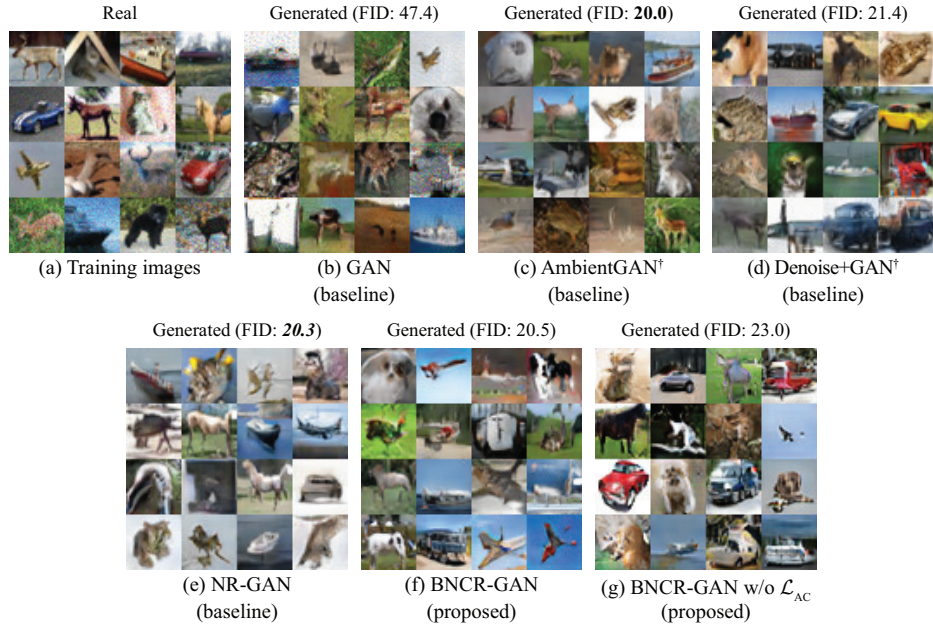 Real
Generated (FID: 47.4)
Generated (FID: 20.0)
Generated (FID: 21.4)
(a) Training images
(b) GAN
(baseline)
(c) AmbientGAN†
(baseline)
(d) Denoise+GAN†
(baseline)
Generated (FID: 20.3)
Generated (FID: 20.5)
Generated (FID: 23.0)
(e) NR-GAN
(baseline)
(f) BNCR-GAN
(proposed)
(g) BNCR-GAN w/o ℒAC
(proposed)